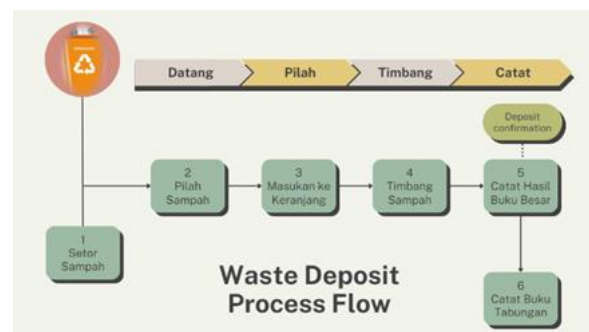 Datang
Pilah
Timbang
Catat
Deposit
confirmation
2
Pilah
Sampah
3
Masukan ke
Keranjang
4
Timbang
Sampah
5
Catat Hasil
Buku Besar
1
Setor
Sampah
Waste Deposit
Process Flow
6
Catat Buku
Tabungan